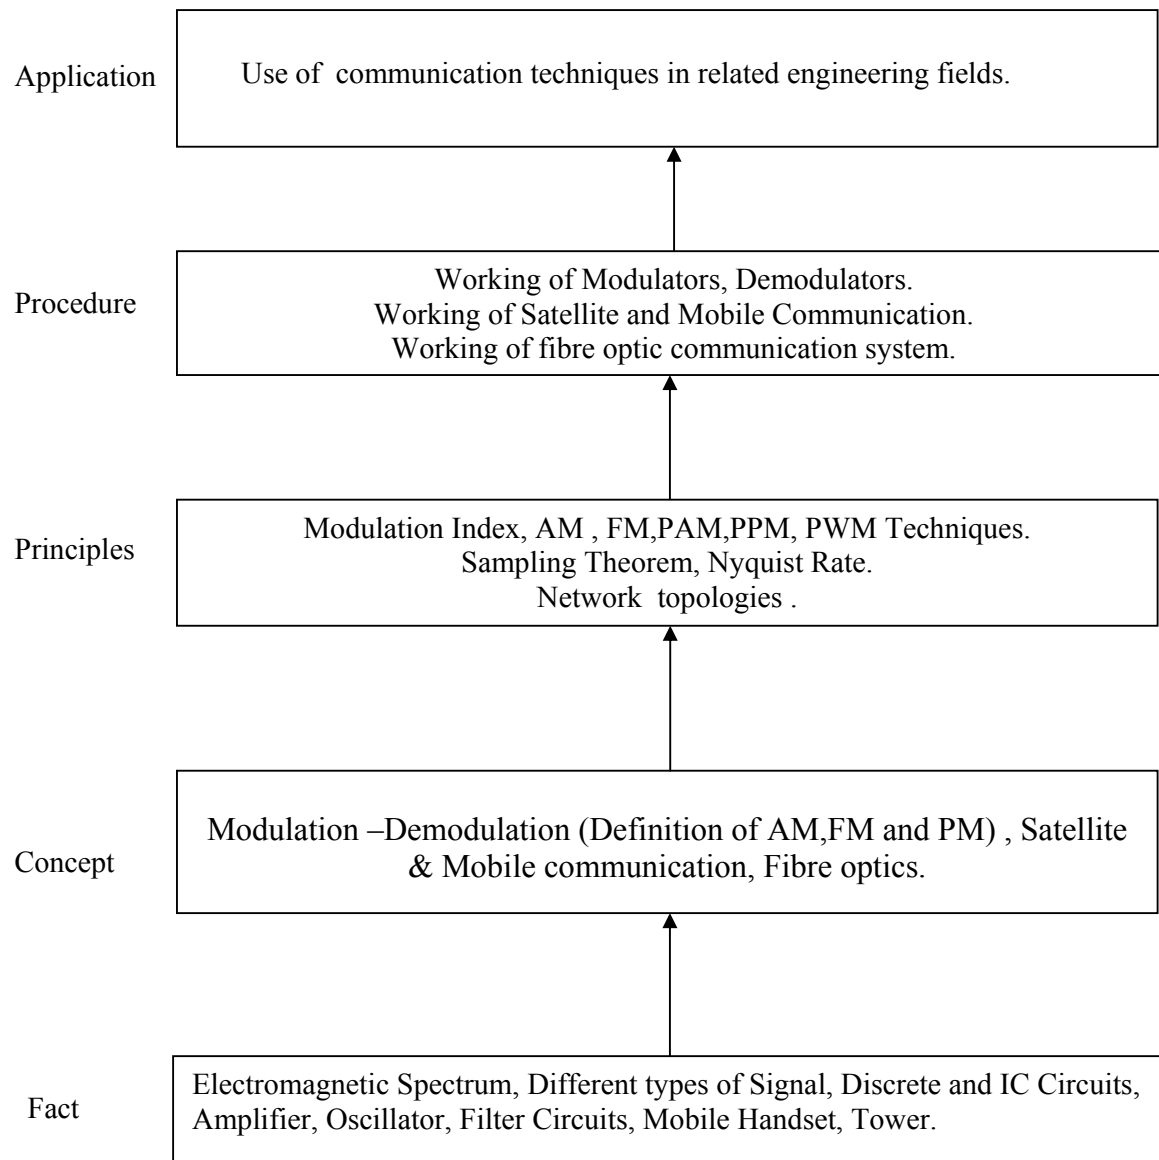 Application
Use of communication techniques in related engineering fields.
Procedure
Working of Modulators, Demodulators.
Working of Satellite and Mobile Communication.
Working of fibre optic communication system.
Principles
Modulation Index, AM , FM,PAM,PPM, PWM Techniques.
Sampling Theorem, Nyquist Rate.
Network topologies .
Concept
Modulation –Demodulation (Definition of AM,FM and PM) , Satellite
& Mobile communication, Fibre optics.
Fact
Electromagnetic Spectrum, Different types of Signal, Discrete and IC Circuits,
Amplifier, Oscillator, Filter Circuits, Mobile Handset, Tower.